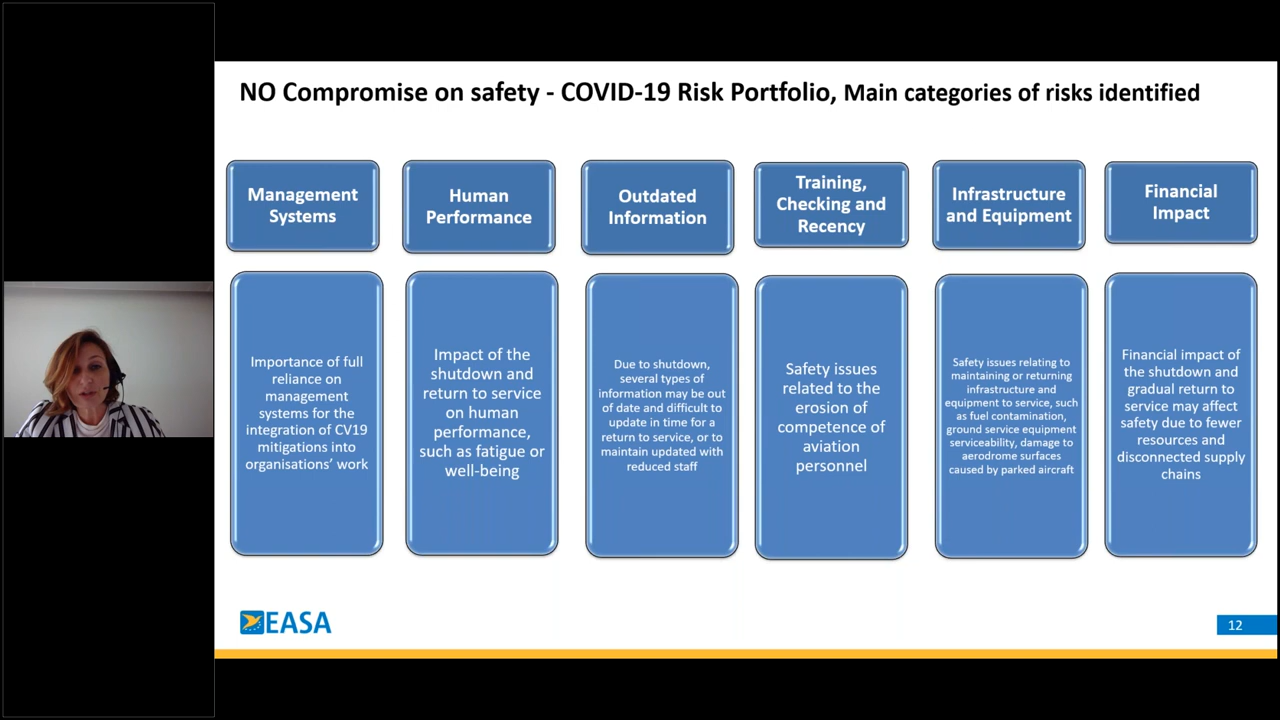 NO Compromise on safety - COVID-19 Risk Portfolio, Main categories of risks identified
Management
Systems
Human
Performance
Outdated
Information
Training,
Checking and
Recency
Infrastructure
and Equipment
Financial
Impact
Importance of full
reliance on
management
systems for the
integration of CV19
mitigations into
organisations' work
Impact of the
shutdown and
return to service
on human
performance,
such as fatigue or
well-being
Due to shutdown,
several types of
information may be out
of date and difficult to
update in time for a
return to service, or to
maintain updated with
reduced staff
Safety issues
related to the
erosion of
competence of
aviation
personnel
Safety issues relating to
maintaining or returning
infrastructure and
equipment to service, such
as fuel contamination,
ground service equipment
serviceability, damage to
aerodrome surfaces
caused by parked aircraft
Financial impact of
the shutdown and
gradual return to
service may affect
safety due to fewer
resources and
disconnected supply
chains
EASA
12